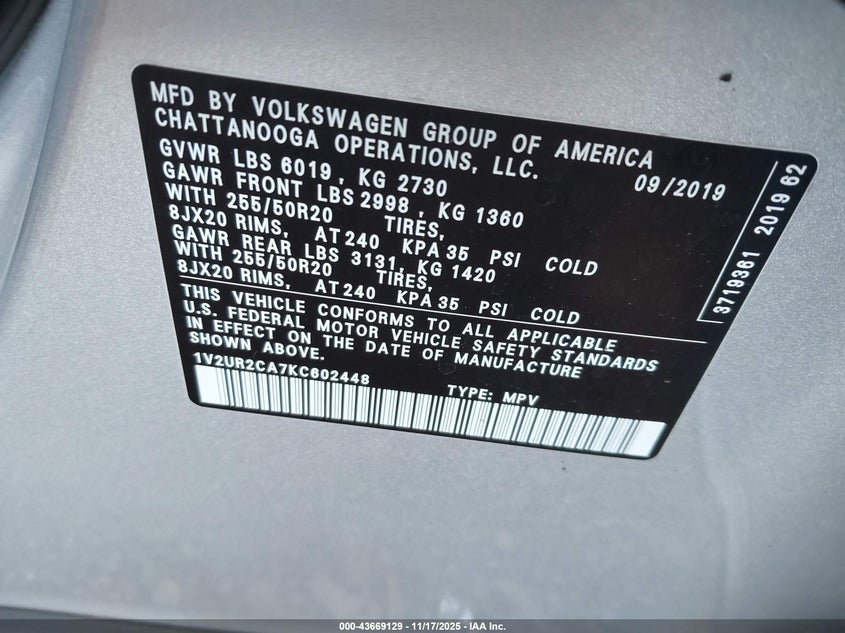 MFD BY VOLKSWAGEN GROUP OF AMERICA
CHATTANOOGA OPERATIONS, LLC.
09/2019
GVWR LBS 6019, KG 2730
GAWR FRONT LBS 2998, KG 1360
WITH 255/50R20 TIRES,
8JX20 RIMS, AT 240 KPA 35 PSI COLD
GAWR REAR LBS 3131, KG 1420
WITH 255/50R20 TIRES,
8JX20 RIMS, AT 240 KPA 35 PSI COLD
THIS VEHICLE CONFORMS TO ALL APPLICABLE
U.S. FEDERAL MOTOR VEHICLE SAFETY STANDARDS
IN EFFECT ON THE DATE OF MANUFACTURE
SHOWN ABOVE.
1V2UR2CA7KC602448 TYPE: MPV
3719361 2019 62
000-43669129 - 11/17/2025 - IAA Inc.